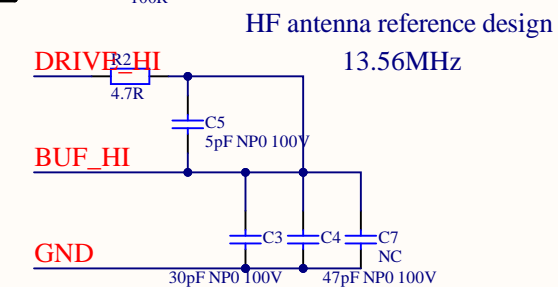 100R
HF antenna reference design
13.56MHz
DRIVE_HI
R2
4.7R
C5
5pF NP0 100V
BUF_HI
C3
C4
C7
NC
GND
30pF NP0 100V
47pF NP0 100V